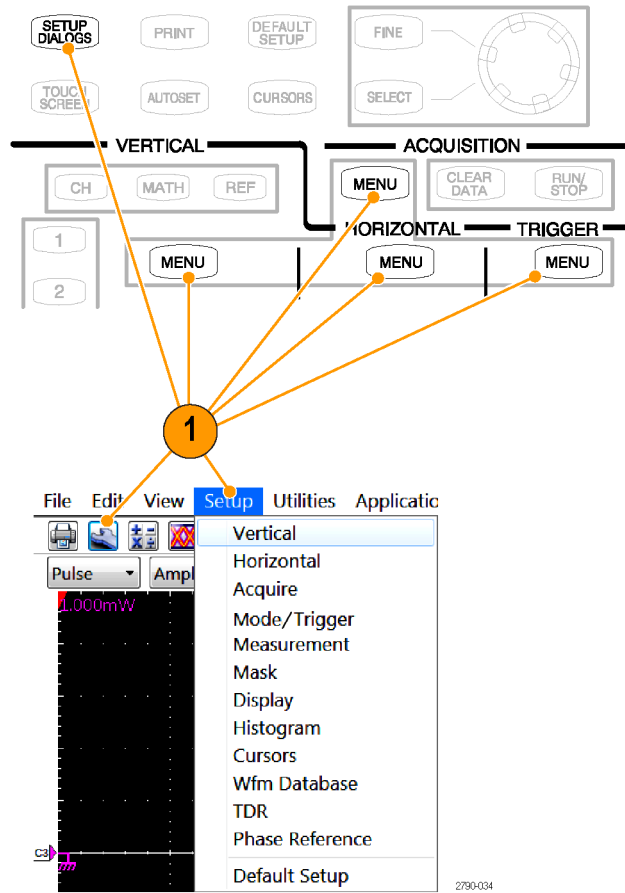 SETUP DIALOGS
PRINT
DEFAULT SETUP
FINE
TOUCH SCREEN
AUTOSET
CURSORS
SELECT
VERTICAL
ACQUISITION
CH
MATH
REF
MENU
CLEAR DATA
RUN/ STOP
HORIZONTAL
TRIGGER
1
MENU
MENU
MENU
2
1
File Edit View Setup Utilities Applicatio
Vertical
Horizontal
Pulse
Ampl
Acquire
1.000mW
Mode/Trigger
Measurement
Mask
Display
Histogram
Cursors
Wfm Database
TDR
Phase Reference
C3
Default Setup
2790-034